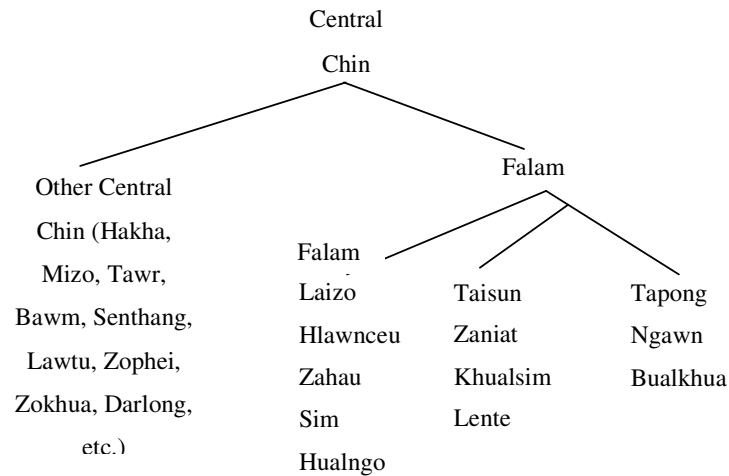 Central
Chin
Falam
Other Central
Chin (Hakha,
Mizo, Tawr,
Bawm, Senthang,
Lawtu, Zophei,
Zokhua, Darlong,
etc.)
Falam
Laizo
Hlawnceu
Zahau
Sim
Hualngo
Taisun
Zaniat
Khualsim
Lente
Tapong
Ngawn
Bualkhua